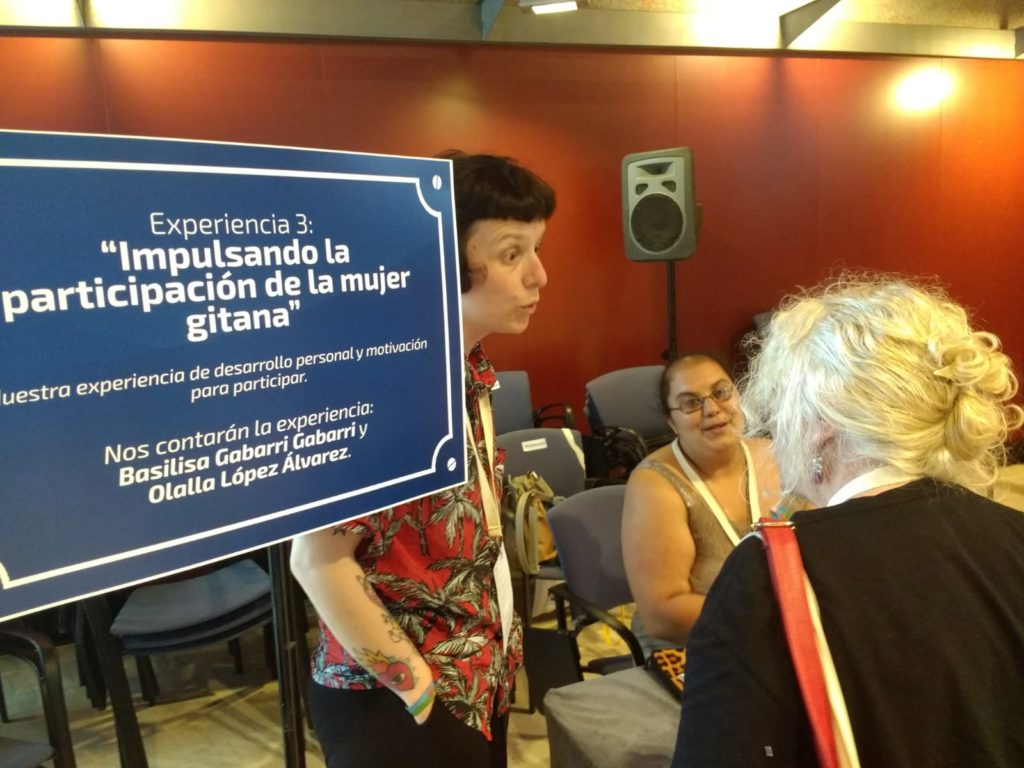 Experiencia 3:
“Impulsando la
participación de la mujer
gitana”
Nuestra experiencia de desarrollo personal y motivación
para participar.
Nos contarán la experiencia:
Basilisa Gabarri Gabarri y
Olalla López Álvarez.